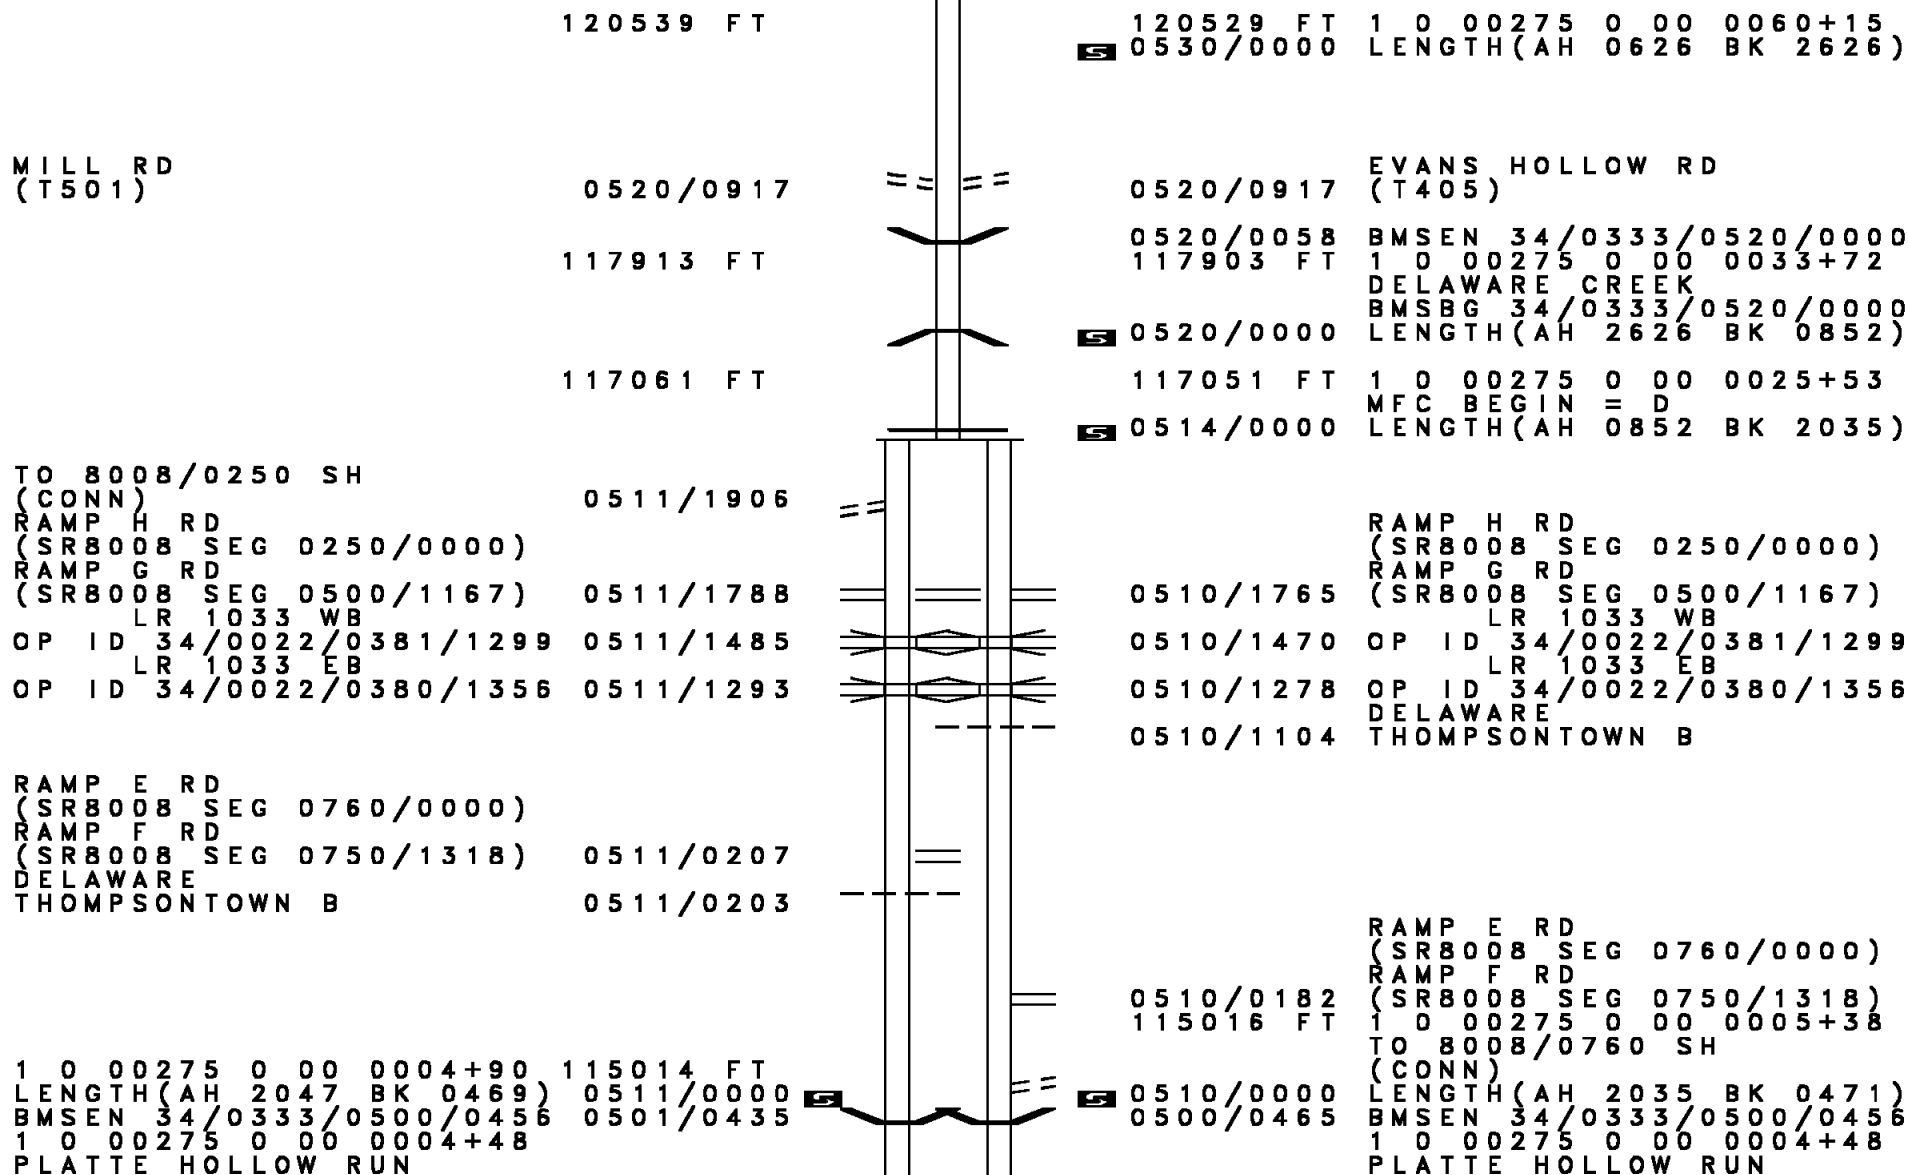 120539 FT 120529 FT 1 0 00275 0 00 0060+15
S 0530/0000 LENGTH(AH 0626 BK 2626)
MILL RD EVANS HOLLOW RD
(T501) 0520/0917 0520/0917 (T405)
0520/0058 BMSEN 34/0333/0520/0000
117913 FT 117903 FT 1 0 00275 0 00 0033+72
DELAWARE CREEK
BMSBG 34/0333/0520/0000
S 0520/0000 LENGTH(AH 2626 BK 0852)
117061 FT 117051 FT 1 0 00275 0 00 0025+53
MFC BEGIN = D
S 0514/0000 LENGTH(AH 0852 BK 2035)
TO 8008/0250 SH
(CONN) 0511/1906
RAMP H RD RAMP H RD
(SR8008 SEG 0250/0000) (SR8008 SEG 0250/0000)
RAMP G RD RAMP G RD
(SR8008 SEG 0500/1167) 0511/1788 0510/1765 (SR8008 SEG 0500/1167)
LR 1033 WB LR 1033 WB
OP ID 34/0022/0381/1299 0511/1485 0510/1470 OP ID 34/0022/0381/1299
LR 1033 EB LR 1033 EB
OP ID 34/0022/0380/1356 0511/1293 0510/1278 OP ID 34/0022/0380/1356
DELAWARE
0510/1104 THOMPSONTOWN B
RAMP E RD
(SR8008 SEG 0760/0000)
RAMP F RD
(SR8008 SEG 0750/1318) 0511/0207
DELAWARE
THOMPSONTOWN B 0511/0203
RAMP E RD
(SR8008 SEG 0760/0000)
RAMP F RD
0510/0182 (SR8008 SEG 0750/1318)
115016 FT 1 0 00275 0 00 0005+38
TO 8008/0760 SH
1 0 00275 0 00 0004+90 115014 FT (CONN)
LENGTH(AH 2047 BK 0469) 0511/0000 S S 0510/0000 LENGTH(AH 2035 BK 0471)
BMSEN 34/0333/0500/0456 0501/0435 0500/0465 BMSEN 34/0333/0500/0456
1 0 00275 0 00 0004+48 1 0 00275 0 00 0004+48
PLATTE HOLLOW RUN PLATTE HOLLOW RUN